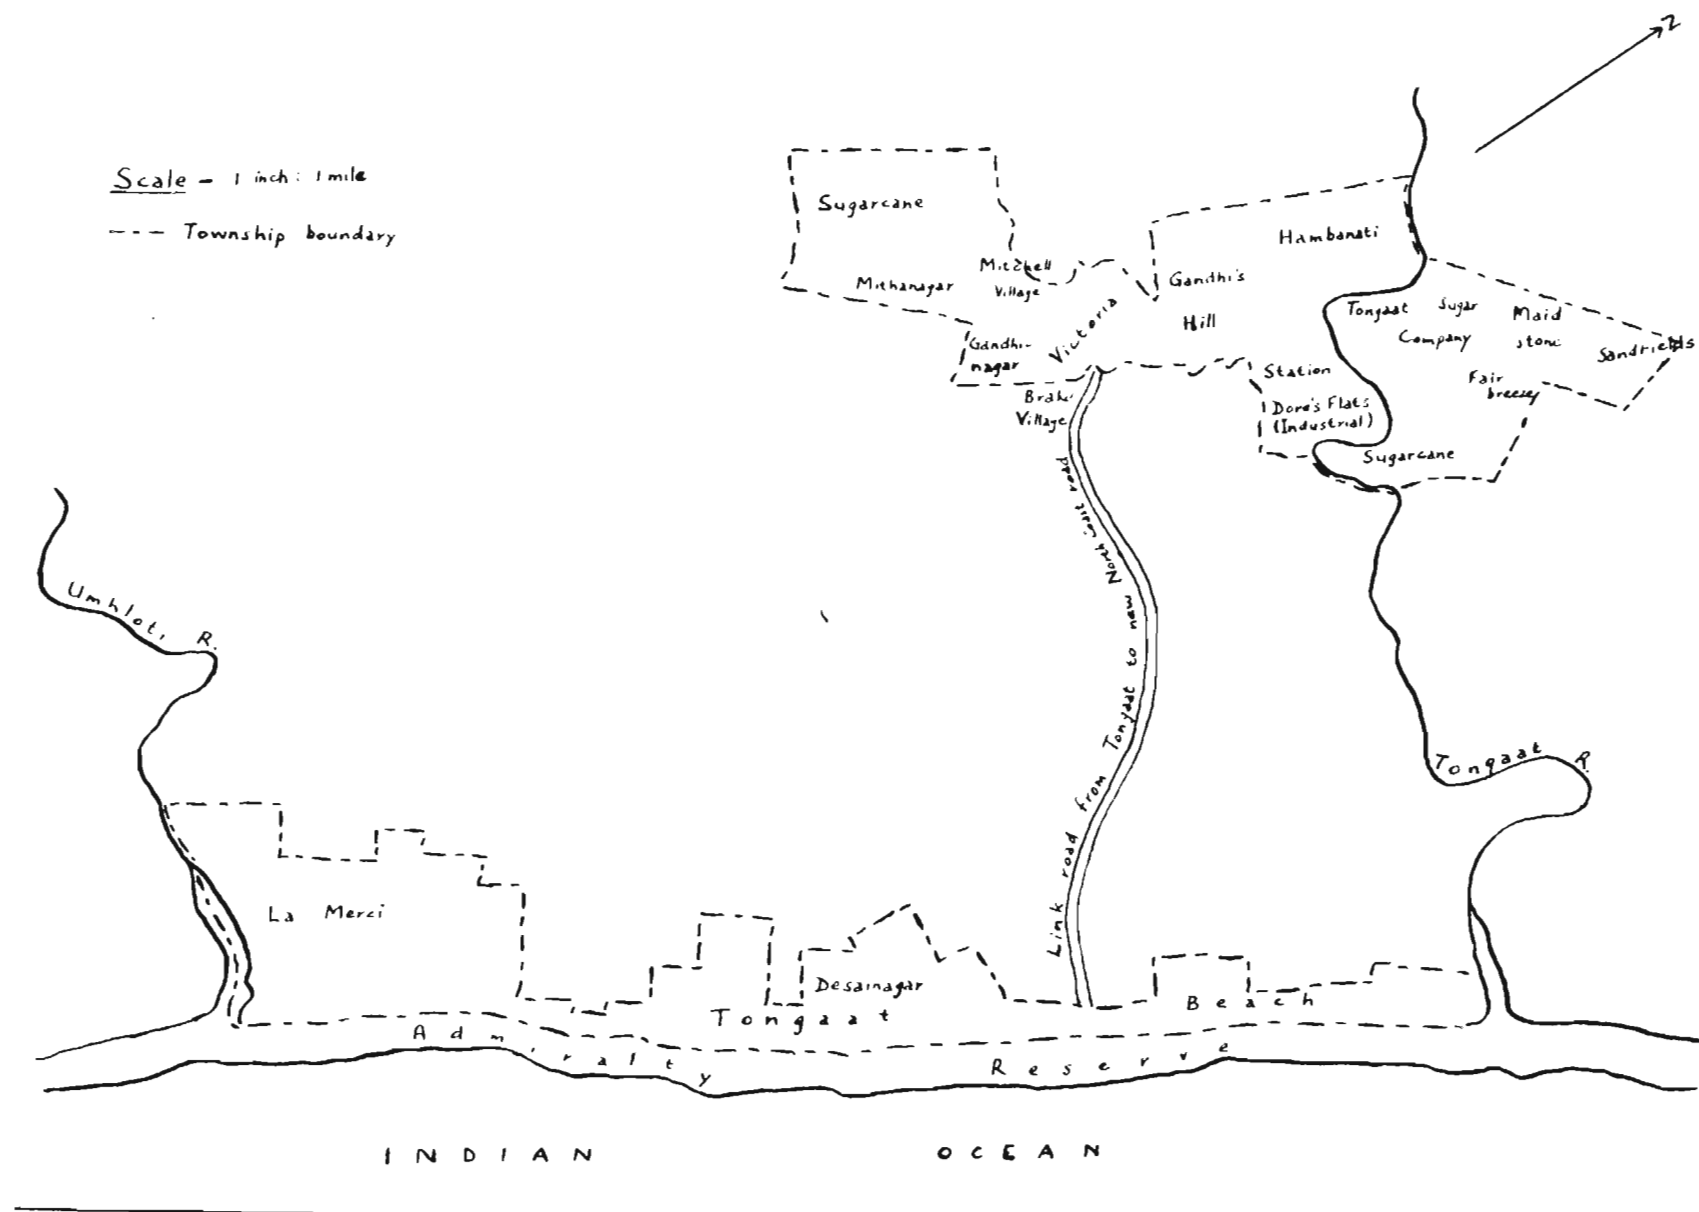 N
Scale - 1 inch : 1 mile
--- Township boundary
Sugarcane
Hambanati
Mitchell
Village
Mithanagar
Gandhi's
Hill
Victoria
Tongaat Sugar
Company
Maid
stone
Sandfields
Gandhi-
nagar
Station
Fair
breeze
Brake
Village
Dore's Flats
(Industrial)
Sugarcane
Link road from Tongaat to new North Coast road
Umhloti R.
Tongaat R.
La Merci
Desainagar
Tongaat Beach
Admiralty Reserve
INDIAN OCEAN